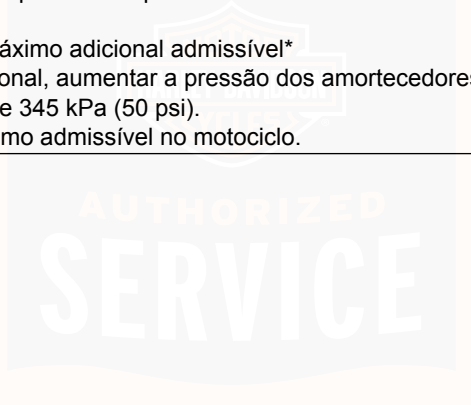 áximo adicional admissível*
onal, aumentar a pressão dos amortecedores
e 345 kPa (50 psi).
mo admissível no motociclo.
AUTHORIZED
SERVICE